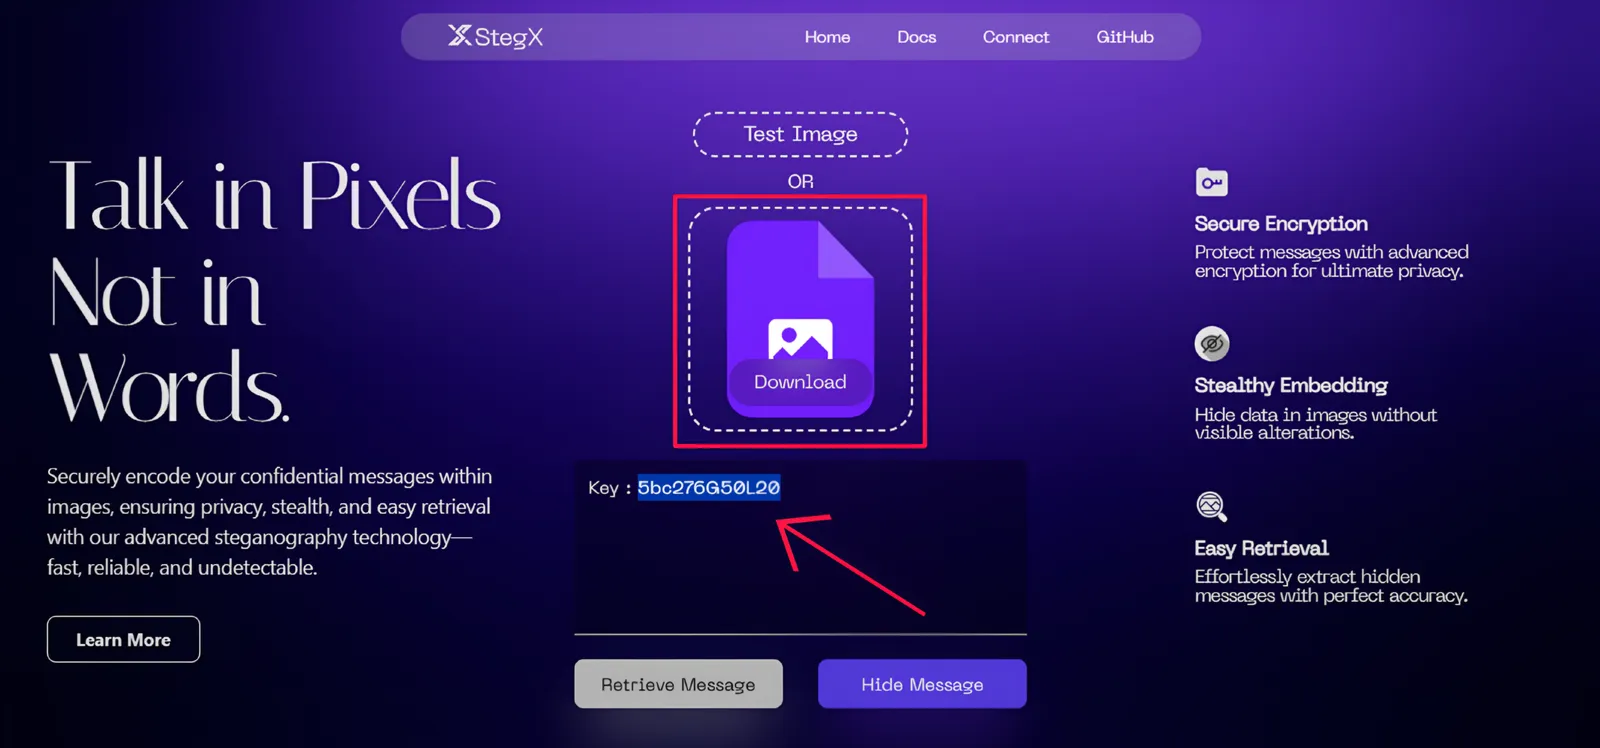 StegX
Home
Docs
Connect
GitHub
Talk in Pixels
Not in
Words.
Securely encode your confidential messages within
images, ensuring privacy, stealth, and easy retrieval
with our advanced steganography technology—
fast, reliable, and undetectable.
Learn More
Test Image
OR
Download
Key : 5bc276G50L20
Retrieve Message
Hide Message
Secure Encryption
Protect messages with advanced
encryption for ultimate privacy.
Stealthy Embedding
Hide data in images without
visible alterations.
Easy Retrieval
Effortlessly extract hidden
messages with perfect accuracy.